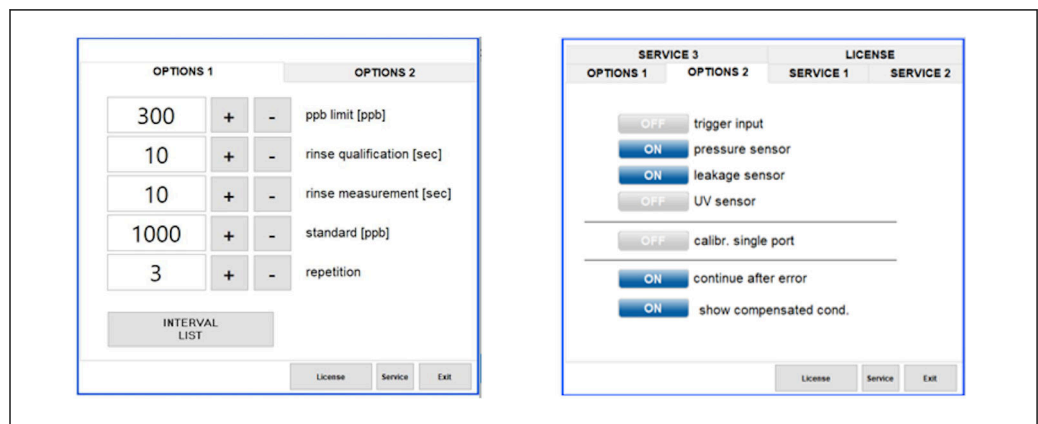 OPTIONS 1 OPTIONS 2
300 + - ppb limit [ppb]
10 + - rinse qualification [sec]
10 + - rinse measurement [sec]
1000 + - standard [ppb]
3 + - repetition
INTERVAL
LIST
License Service Exit
SERVICE 3 LICENSE
OPTIONS 1 OPTIONS 2 SERVICE 1 SERVICE 2
OFF trigger input
ON pressure sensor
ON leakage sensor
OFF UV sensor
OFF calibr. single port
ON continue after error
ON show compensated cond.
License Service Exit